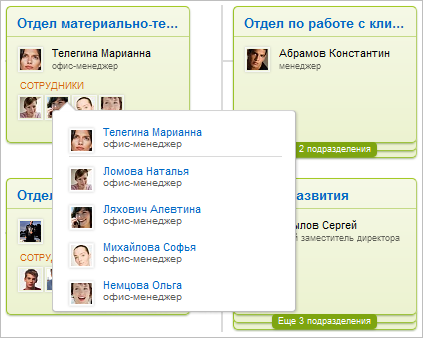 Отдел материально-те...
Телегина Марианна
офис-менеджер
СОТРУДНИКИ
Отдел по работе с кли...
Абрамов Константин
менеджер
2 подразделения
Телегина Марианна
офис-менеджер
Ломова Наталья
офис-менеджер
Ляхович Алевтина
офис-менеджер
Михайлова Софья
офис-менеджер
Немцова Ольга
офис-менеджер
Отде
СОТРУ
азвития
ылов Сергей
й заместитель директора
Еще 3 подразделения